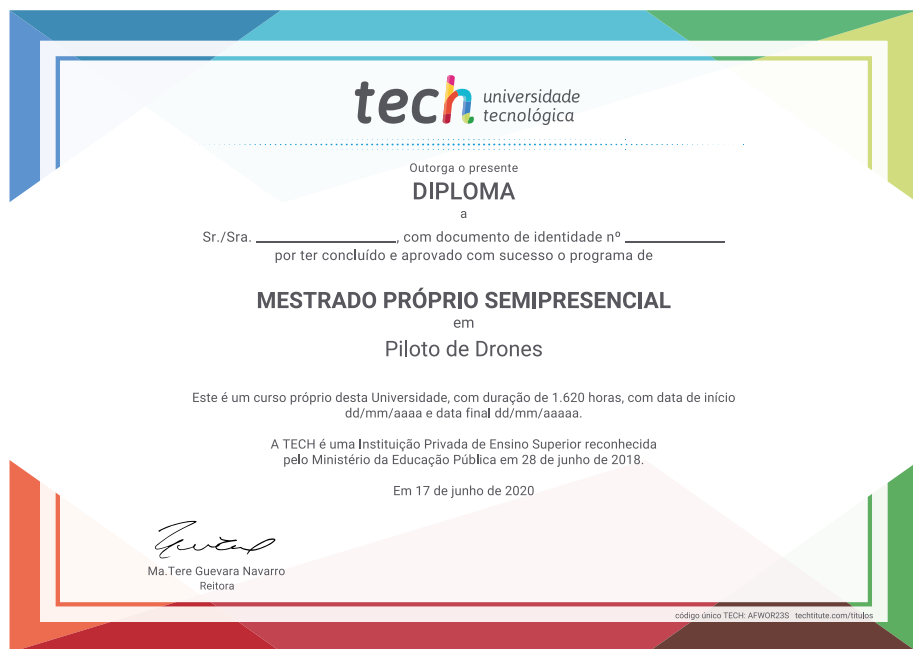 tech universidade
tecnológica
Outorga o presente
DIPLOMA
a
Sr./Sra. ____________, com documento de identidade nº ____________
por ter concluído e aprovado com sucesso o programa de
MESTRADO PRÓPRIO SEMIPRESENCIAL
em
Piloto de Drones
Este é um curso próprio desta Universidade, com duração de 1.620 horas, com data de início
dd/mm/aaaa e data final dd/mm/aaaaa.
A TECH é uma Instituição Privada de Ensino Superior reconhecida
pelo Ministério da Educação Pública em 28 de junho de 2018.
Em 17 de junho de 2020
Ma.Tere Guevara Navarro
Reitora
código único TECH: AFWOR23S techtitute.com/titulos